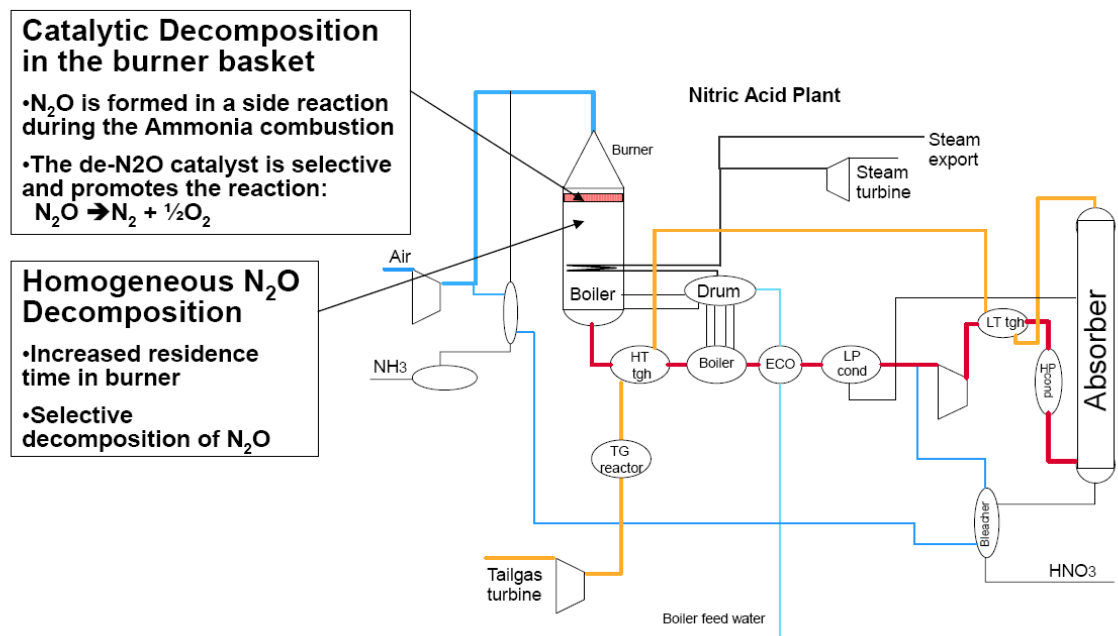 Catalytic Decomposition
in the burner basket
•N₂O is formed in a side reaction
during the Ammonia combustion
•The de-N2O catalyst is selective
and promotes the reaction:
N₂O ➔N₂ + ½O₂
Homogeneous N₂O
Decomposition
•Increased residence
time in burner
•Selective
decomposition of N₂O
Nitric Acid Plant
Burner
Steam
export
Steam
turbine
Air
Boiler
Drum
NH3
HT
tgh
Boiler
ECO
LP
cond
LT tgh
HP
cond
Absorber
TG
reactor
Bleacher
Tailgas
turbine
HNO3
Boiler feed water